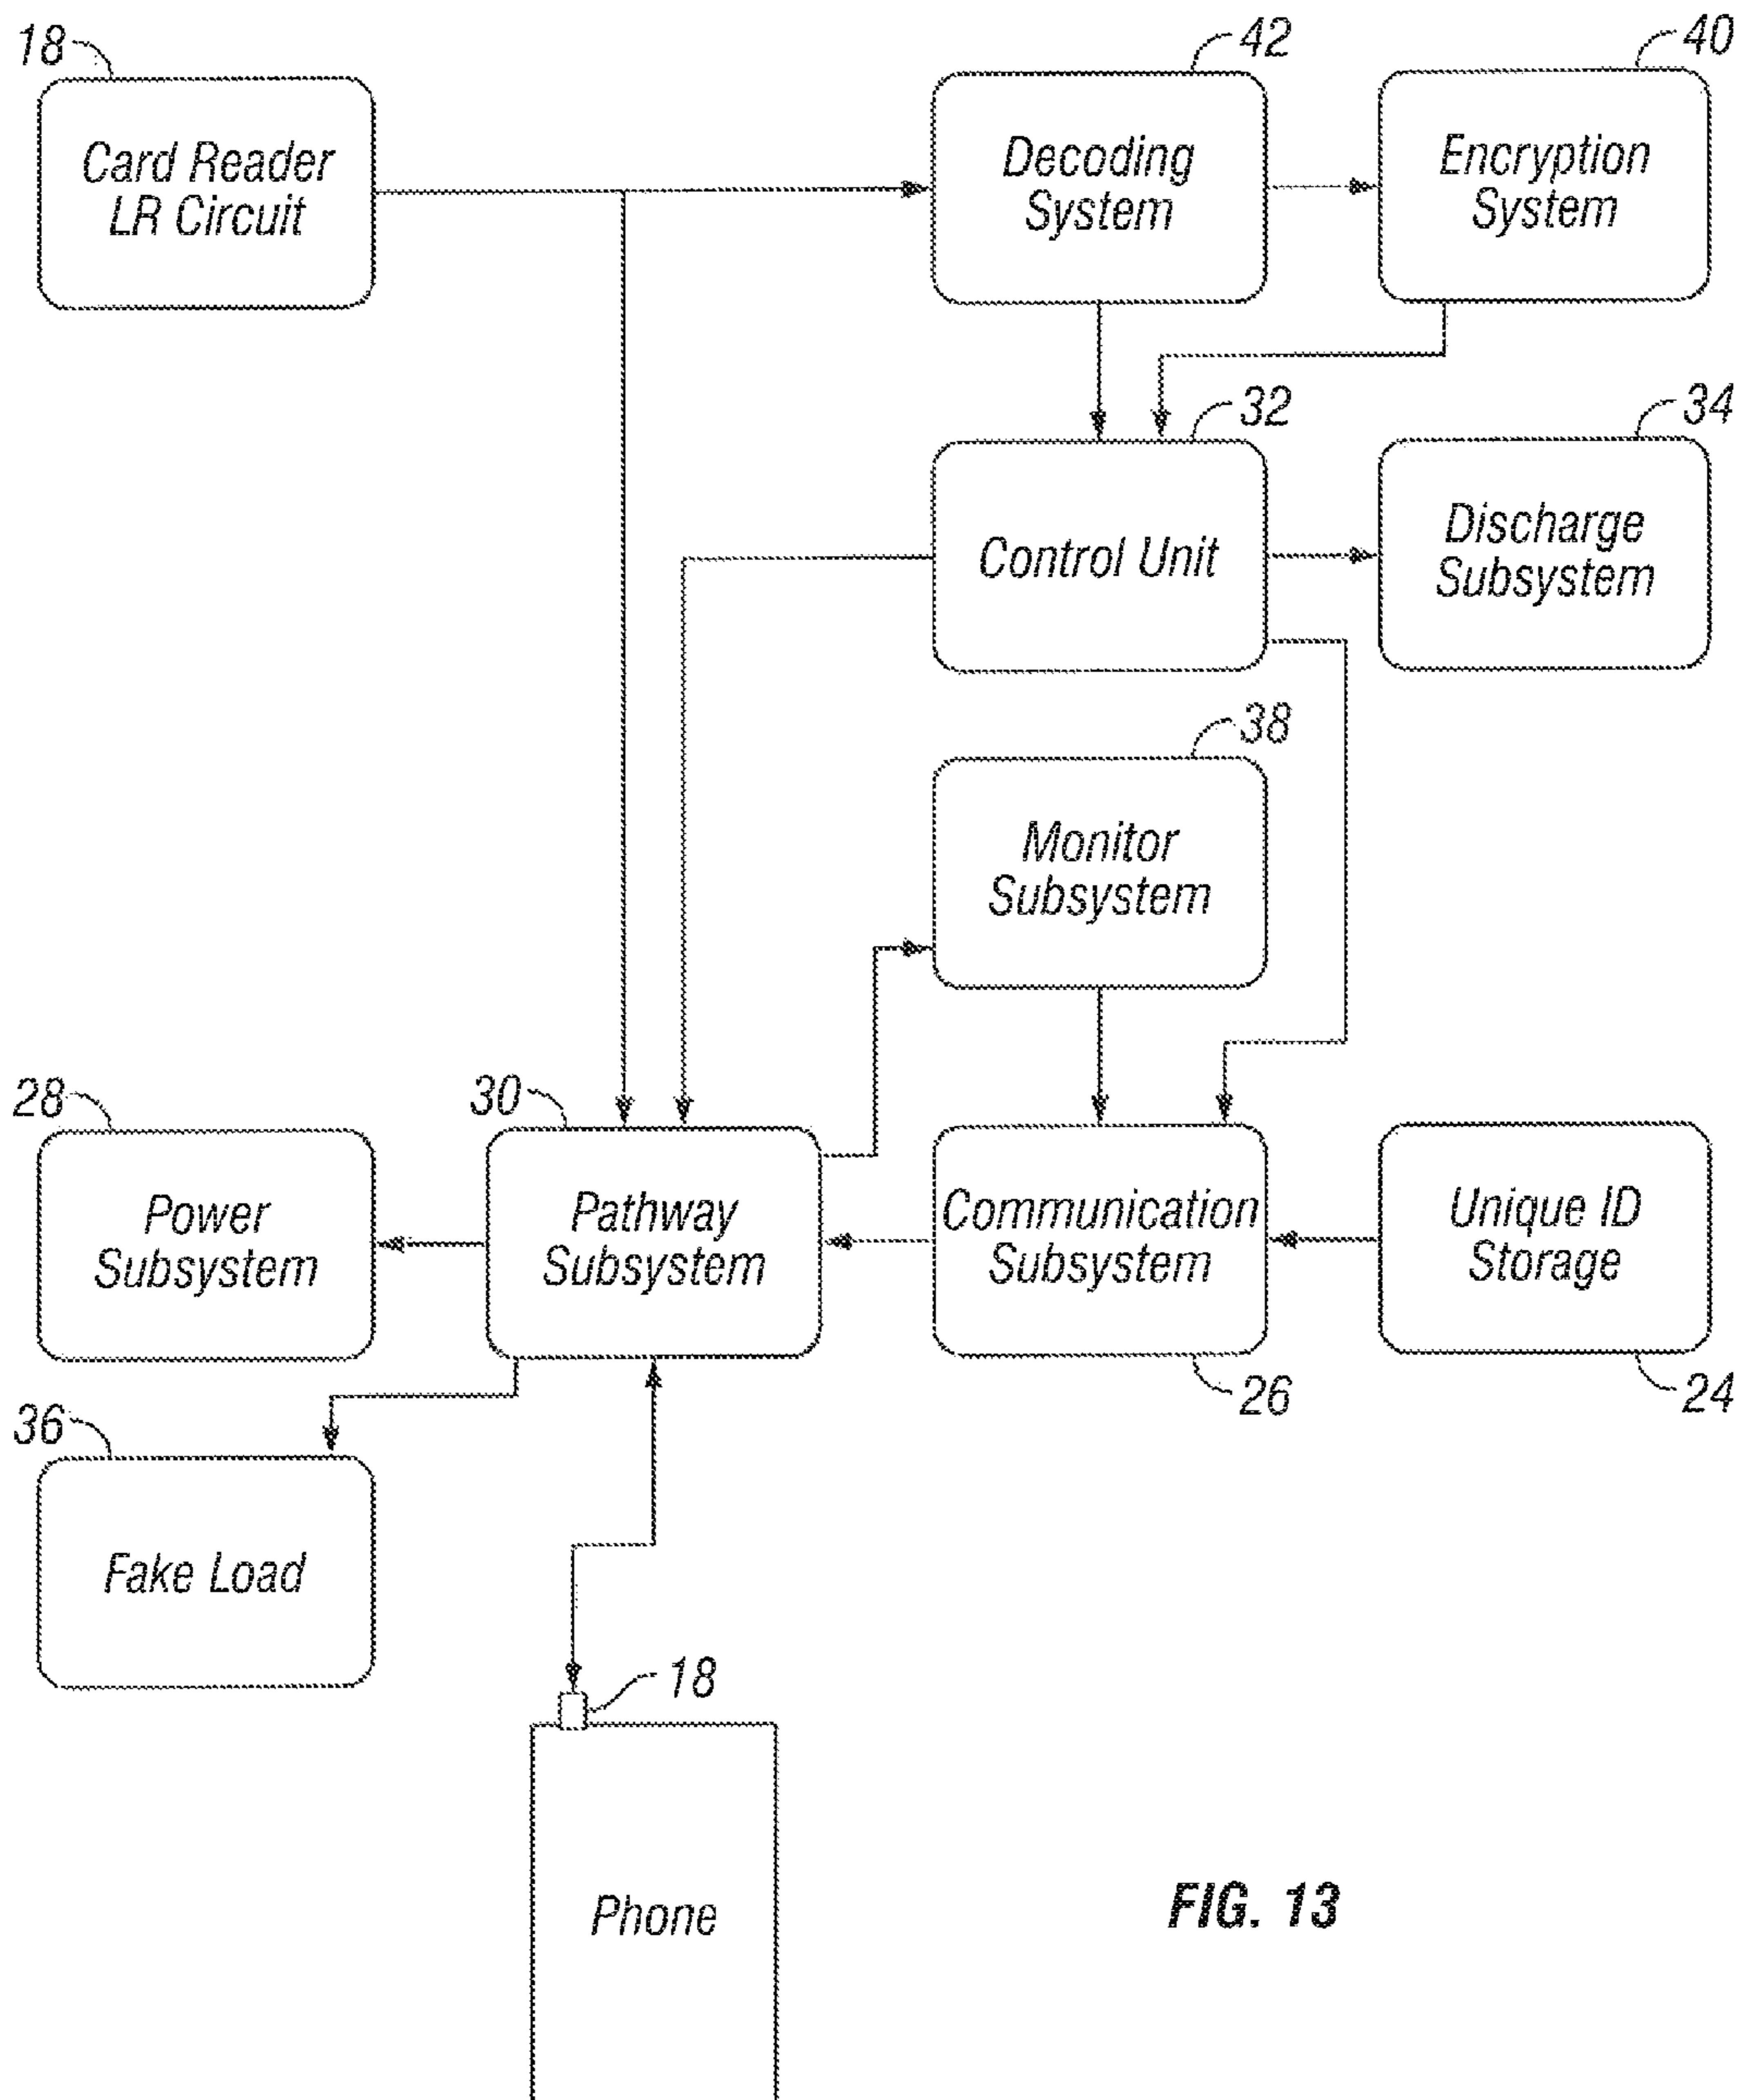 18
42
40
Card Reader
LR Circuit
Decoding
System
Encryption
System
32
34
Control Unit
Discharge
Subsystem
38
Monitor
Subsystem
28
30
Power
Subsystem
Pathway
Subsystem
Communication
Subsystem
Unique ID
Storage
26
24
36
Fake Load
18
Phone
FIG. 13